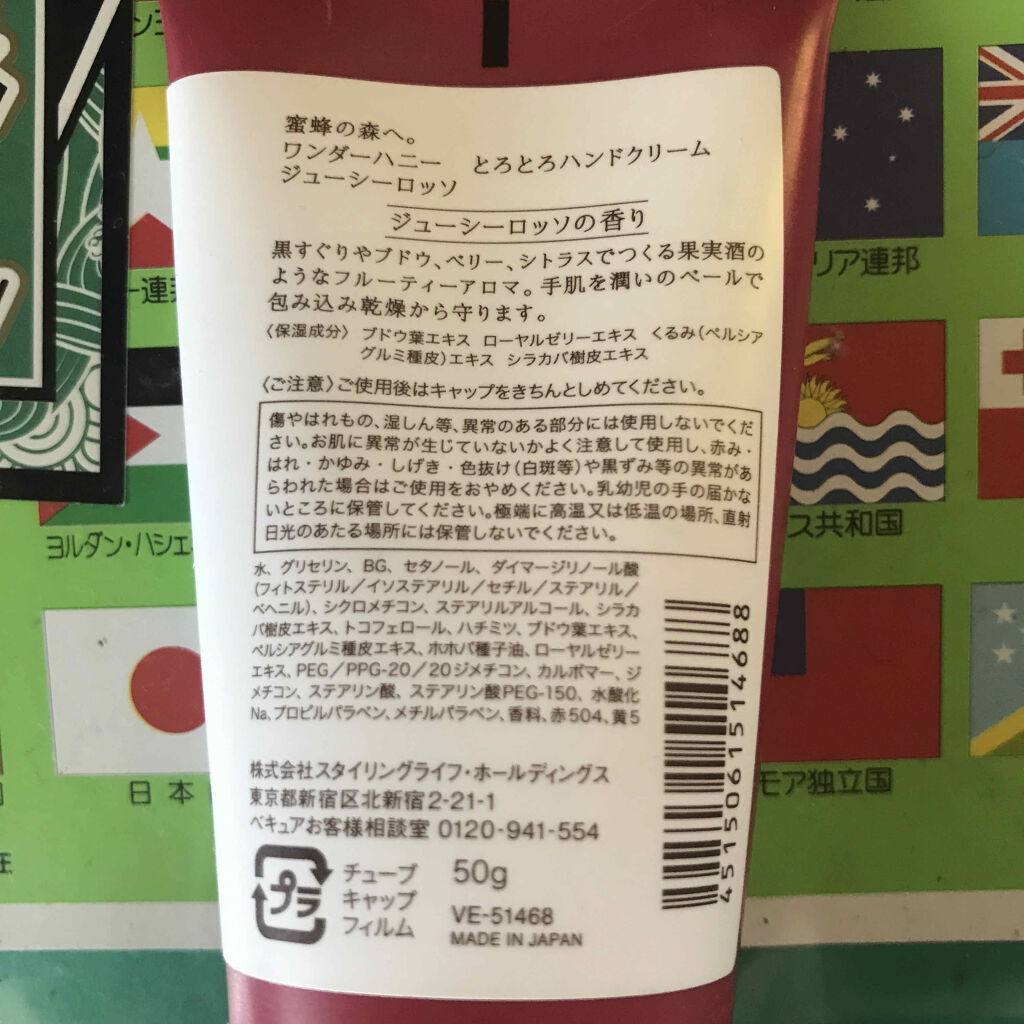 蜜蜂の森へ。
ワンダーハニー とろとろハンドクリーム
ジューシーロッソ
ジューシーロッソの香り
黒すぐりやブドウ、ベリー、シトラスでつくる果実酒の
ようなフルーティーアロマ。手肌を潤いのベールで
包み込み乾燥から守ります。
〈保湿成分〉 ブドウ葉エキス ローヤルゼリーエキス くるみ(ペルシア
グルミ種皮)エキス シラカバ樹皮エキス
〈ご注意〉ご使用後はキャップをきちんとしめてください。
傷やはれもの、湿しん等、異常のある部分には使用しないでくだ
さい。お肌に異常が生じていないかよく注意して使用し、赤み・
はれ・かゆみ・しげき・色抜け(白斑等)や黒ずみ等の異常があ
らわれた場合はご使用をおやめください。乳幼児の手の届かな
いところに保管してください。極端に高温又は低温の場所、直射
日光のあたる場所には保管しないでください。
水、グリセリン、BG、セタノール、ダイマージリノール酸
(フィトステリル/イソステアリル/セチル/ステアリル/
ベヘニル)、シクロメチコン、ステアリルアルコール、シラカ
バ樹皮エキス、トコフェロール、ハチミツ、ブドウ葉エキス、
ペルシアグルミ種皮エキス、ホホバ種子油、ローヤルゼリー
エキス、PEG/PPG-20/20ジメチコン、カルボマー、ジ
メチコン、ステアリン酸、ステアリン酸PEG-150、水酸化
Na、プロピルパラベン、メチルパラベン、香料、赤504、黄5
株式会社スタイリングライフ・ホールディングス
東京都新宿区北新宿2-21-1
ベキュアお客様相談室 0120-941-554
プラ
チューブ 50g
キャップ
フィルム VE-51468
MADE IN JAPAN
4515061514688
リア連邦
ヨルダン・ハシェ
ス共和国
日本
モア独立国